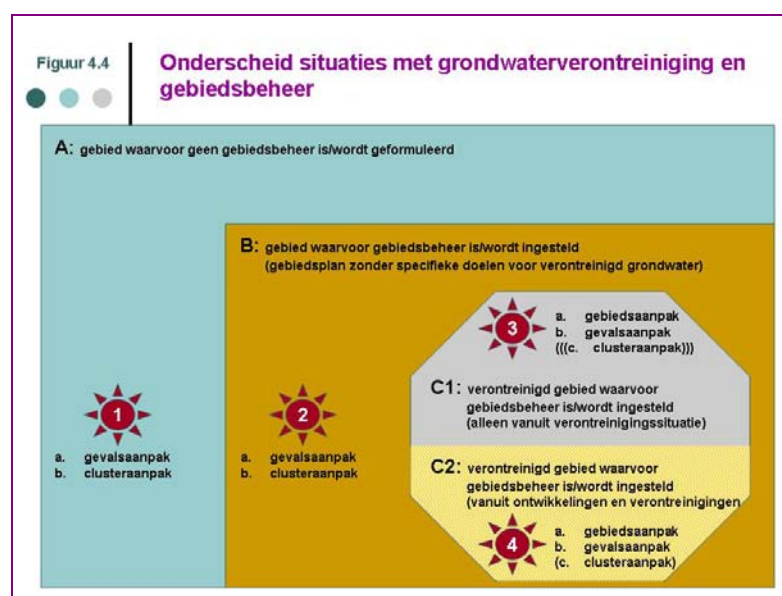 Figuur 4.4
Onderscheid situaties met grondwaterverontreiniging en
gebiedsbeheer
A: gebied waarvoor geen gebiedsbeheer is/wordt geformuleerd
B: gebied waarvoor gebiedsbeheer is/wordt ingesteld
(gebiedsplan zonder specifieke doelen voor verontreinigd grondwater)
3
a. gebiedsaanpak
b. gevalsaanpak
(((c. clusteraanpak)))
C1: verontreinigd gebied waarvoor
gebiedsbeheer is/wordt ingesteld
(alleen vanuit verontreinigingssituatie)
1
a. gevalsaanpak
b. clusteraanpak
2
a. gevalsaanpak
b. clusteraanpak
C2: verontreinigd gebied waarvoor
gebiedsbeheer is/wordt ingesteld
(vanuit ontwikkelingen en verontreinigingen
4
a. gebiedsaanpak
b. gevalsaanpak
(c. clusteraanpak)